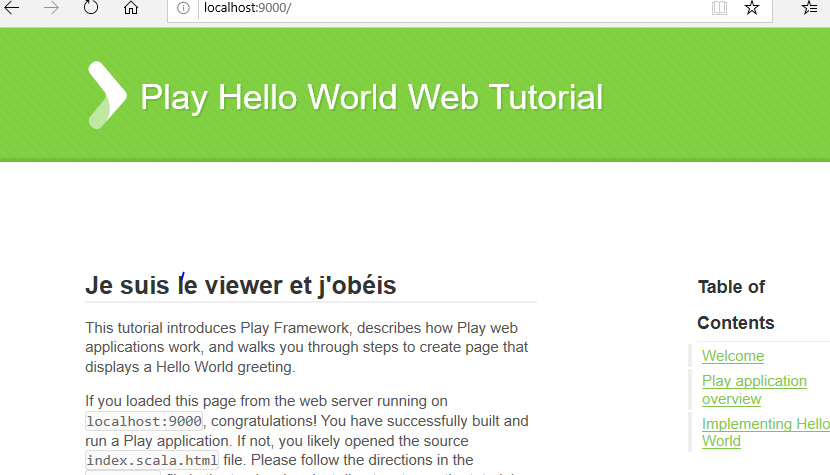 localhost:9000/
Play Hello World Web Tutorial
Je suis le viewer et j'obéis
This tutorial introduces Play Framework, describes how Play web
applications work, and walks you through steps to create page that
displays a Hello World greeting.
If you loaded this page from the web server running on
localhost:9000, congratulations! You have successfully built and
run a Play application. If not, you likely opened the source
index.scala.html file. Please follow the directions in the
Table of
Contents
Welcome
Play application
overview
Implementing Hello
World